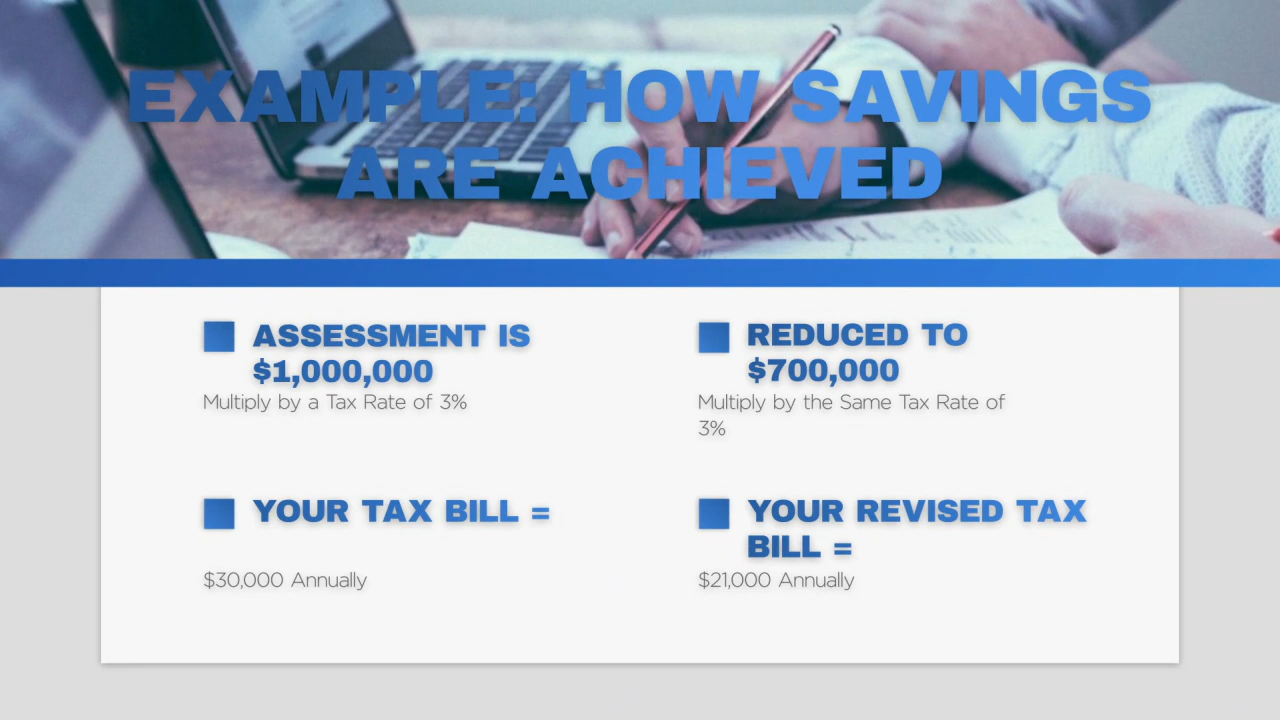 EXAMPLE: HOW SAVINGS
ARE ACHIEVED
ASSESSMENT IS
$1,000,000
Multiply by a Tax Rate of 3%
REDUCED TO
$700,000
Multiply by the Same Tax Rate of
3%
YOUR TAX BILL =
$30,000 Annually
YOUR REVISED TAX
BILL =
$21,000 Annually